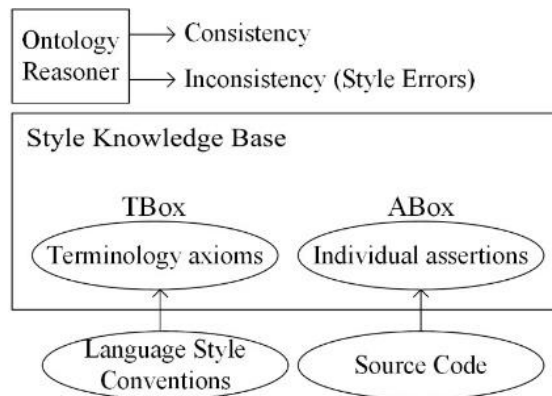 Ontology
Reasoner
Consistency
Inconsistency (Style Errors)
Style Knowledge Base
TBox
ABox
Terminology axioms
Individual assertions
Language Style
Conventions
Source Code